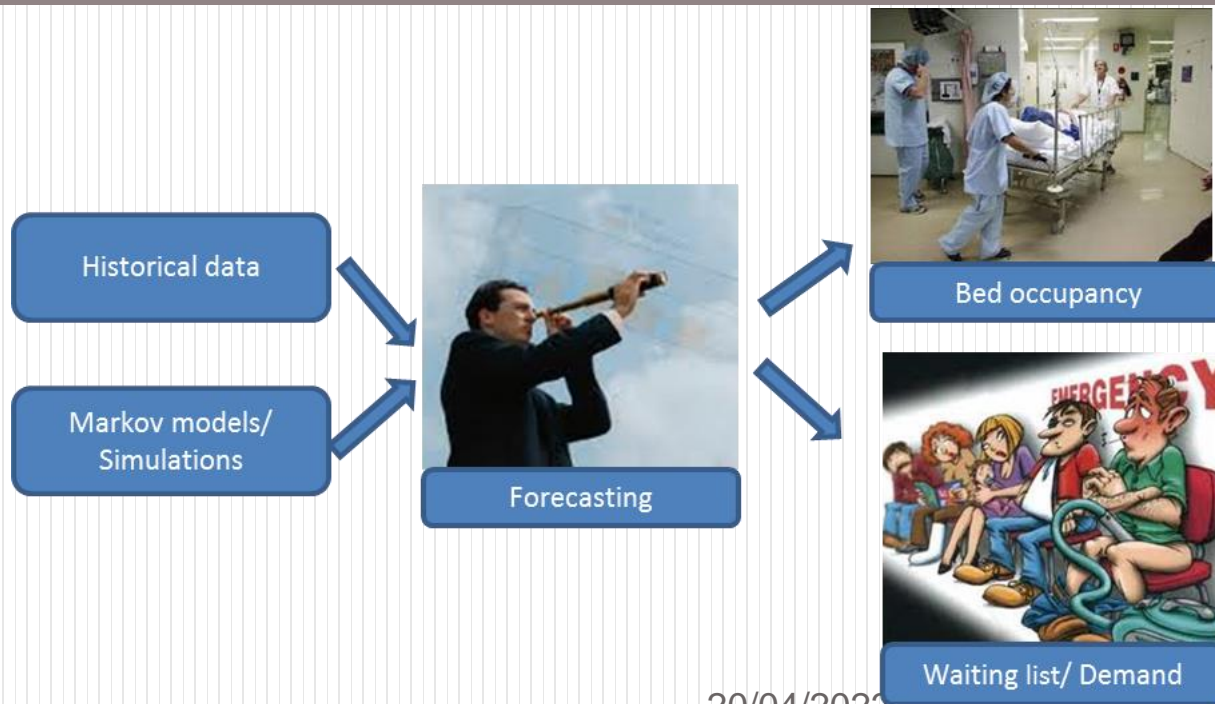 Historical data
Markov models/
Simulations
Forecasting
Bed occupancy
EMERGENCY
Waiting list/ Demand